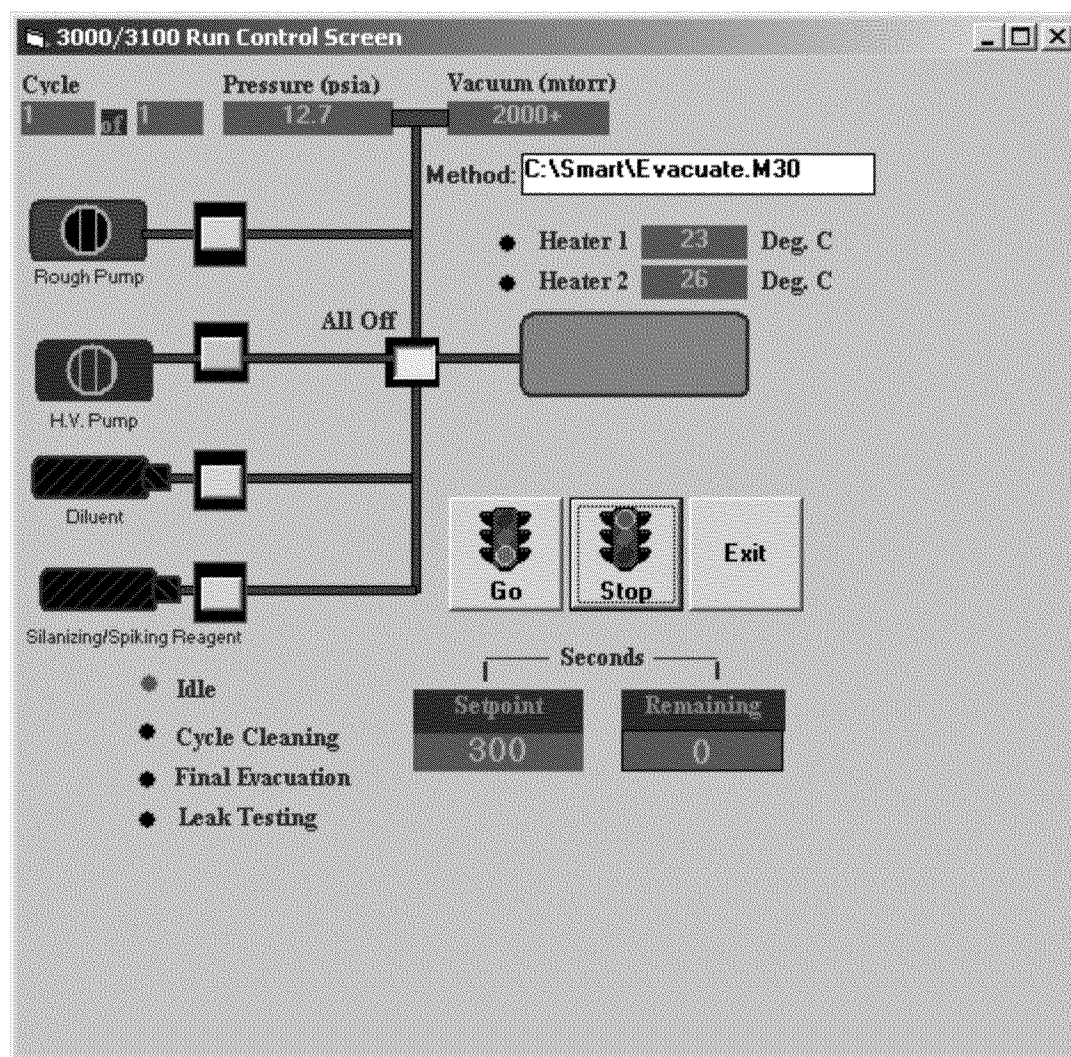 3000/3100 Run Control Screen
Cycle Pressure (psia) Vacuum (mtorr)
1 of 1 12.7 2000+
Method: C:\Smart\Evacuate.M30
Heater 1 23 Deg. C
Rough Pump
Heater 2 26 Deg. C
All Off
H.V. Pump
Diluent
Go Stop Exit
Silanizing/Spiking Reagent
Seconds
Idle
Setpoint Remaining
Cycle Cleaning
300 0
Final Evacuation
Leak Testing